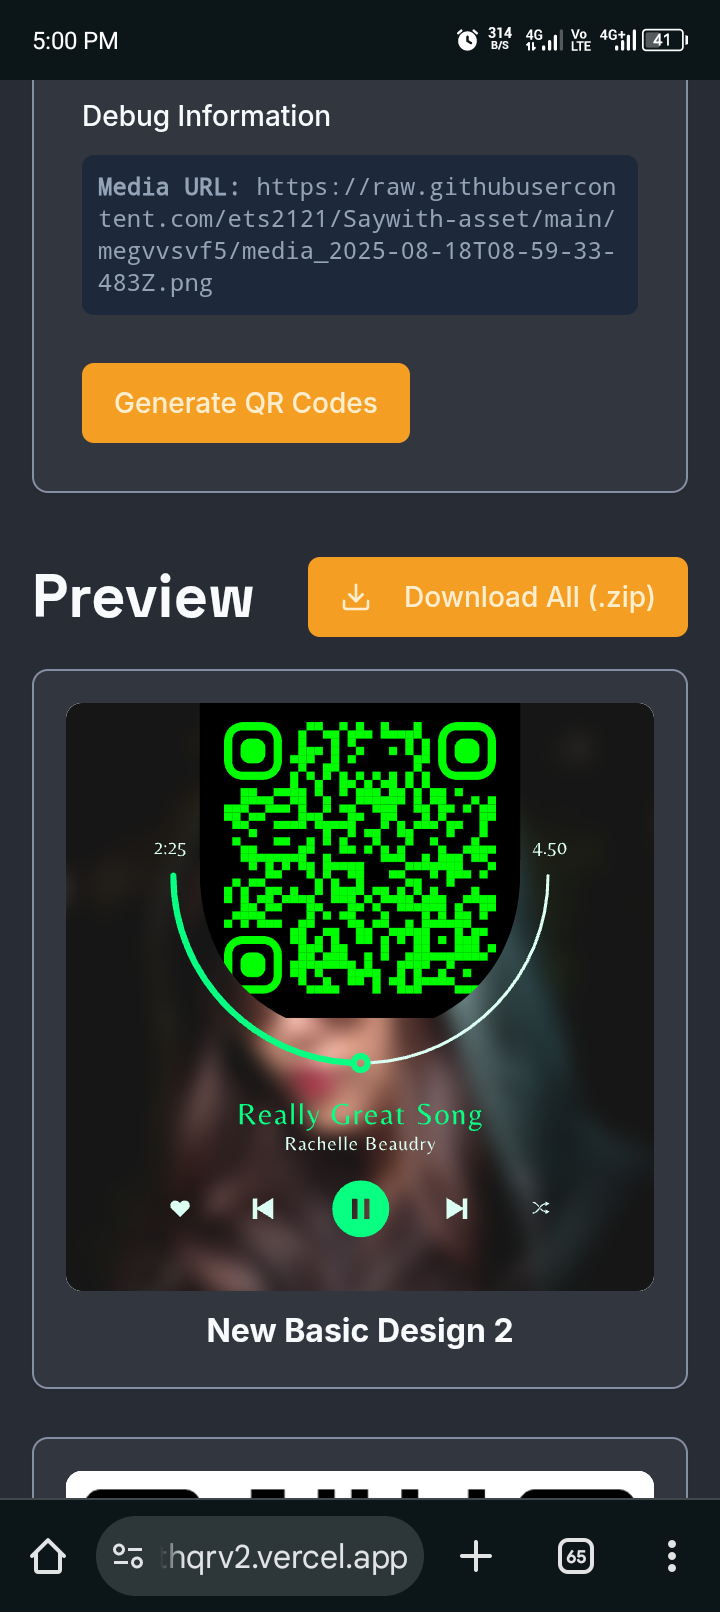 5:00 PM
314 B/S 4G Vo LTE 4G+ 41
Debug Information
Media URL: https://raw.githubusercon
tent.com/ets2121/Saywith-asset/main/
megvvsvf5/media_2025-08-18T08-59-33-
483Z.png
Generate QR Codes
Preview
Download All (.zip)
2:25
4.50
Really Great Song
Rachelle Beaudry
New Basic Design 2
thqrv2.vercel.app
65